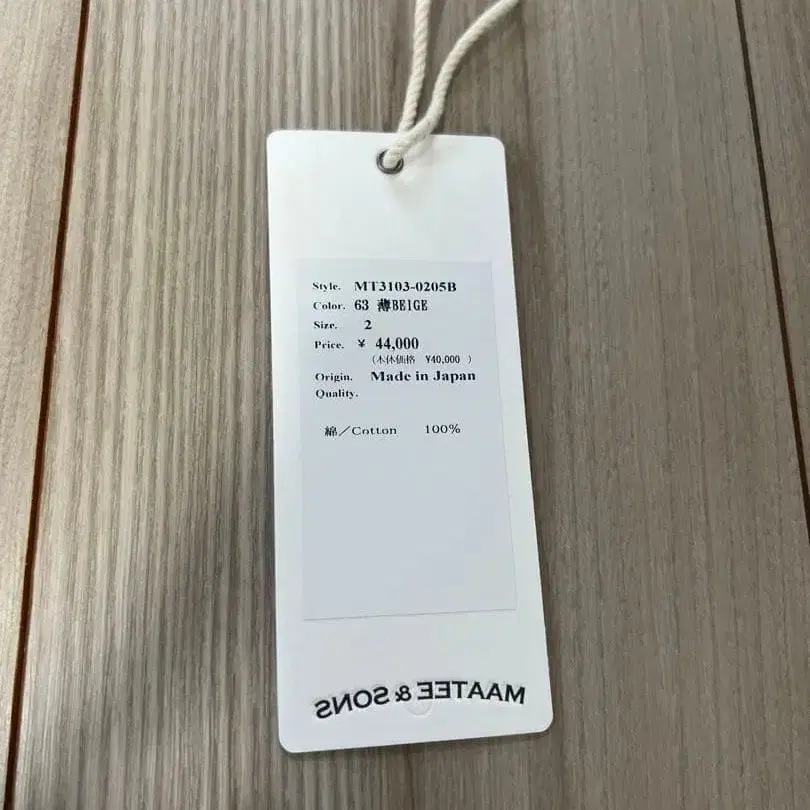 Style. MT3103-0205B
Color. 63 薄BEIGE
Size. 2
Price. ¥ 44,000
(本体価格 ¥40,000 )
Origin. Made in Japan
Quality.
綿/Cotton 100%
MAATEE & SONS